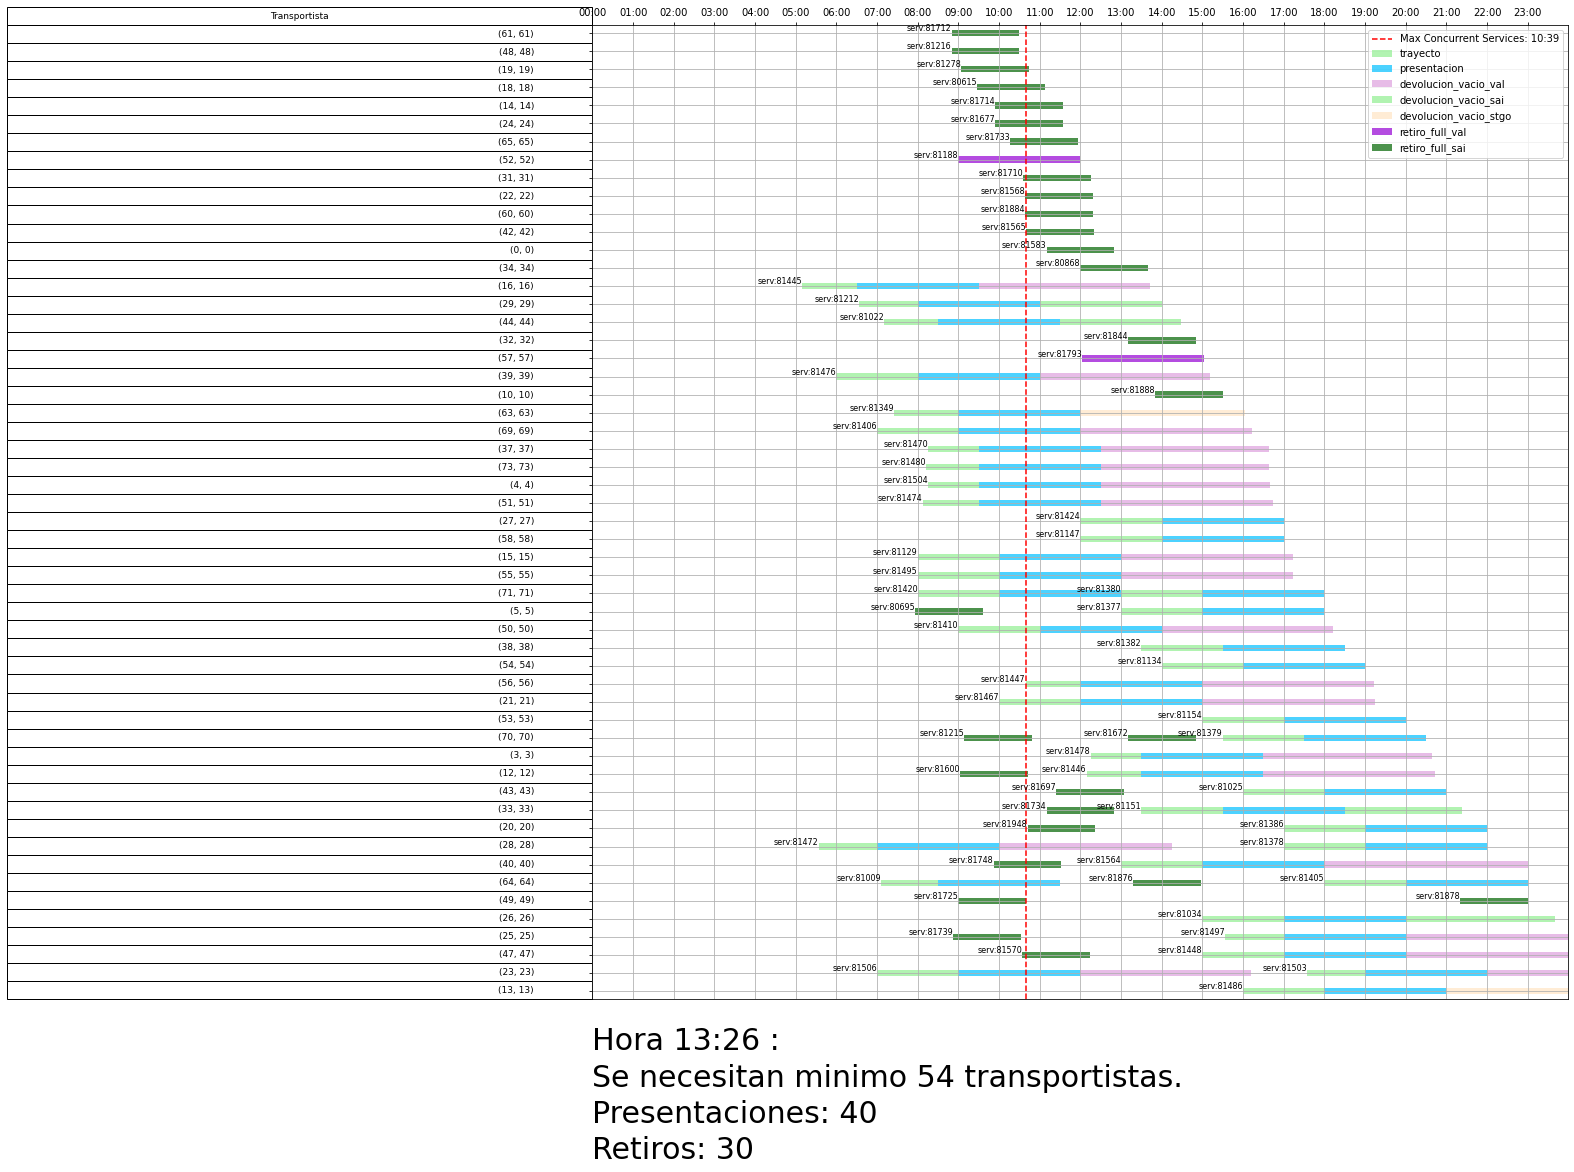 Transportista
00:00 01:00 02:00 03:00 04:00 05:00 06:00 07:00 08:00 09:00 10:00 11:00 12:00 13:00 14:00 15:00 16:00 17:00 18:00 19:00 20:00 21:00 22:00 23:00
Max Concurrent Services: 10:39
trayecto
presentacion
devolucion_vacio_val
devolucion_vacio_sai
devolucion_vacio_stgo
retiro_full_val
retiro_full_sai
(61, 61) serv:81712
(48, 48) serv:81216
(19, 19) serv:81278
(18, 18) serv:80615
(14, 14) serv:81714
(24, 24) serv:81677
(65, 65) serv:81733
(52, 52) serv:81188
(31, 31) serv:81710
(22, 22) serv:81568
(60, 60) serv:81884
(42, 42) serv:81565
(0, 0) serv:81583
(34, 34) serv:80868
(16, 16) serv:81445
(29, 29) serv:81212
(44, 44) serv:81022
(32, 32) serv:81844
(57, 57) serv:81793
(39, 39) serv:81476
(10, 10) serv:81888
(63, 63) serv:81349
(69, 69) serv:81406
(37, 37) serv:81470
(73, 73) serv:81480
(4, 4) serv:81504
(51, 51) serv:81474
(27, 27) serv:81424
(58, 58) serv:81147
(15, 15) serv:81129
(55, 55) serv:81495
(71, 71) serv:81420 serv:81380
(5, 5) serv:80695 serv:81377
(50, 50) serv:81410
(38, 38) serv:81382
(54, 54) serv:81134
(56, 56) serv:81447
(21, 21) serv:81467
(53, 53) serv:81154
(70, 70) serv:81215 serv:81672 serv:81379
(3, 3) serv:81478
(12, 12) serv:81600 serv:81446
(43, 43) serv:81697 serv:81025
(33, 33) serv:81734 serv:81151
(20, 20) serv:81948 serv:81386
(28, 28) serv:81472 serv:81378
(40, 40) serv:81748 serv:81564
(64, 64) serv:81009 serv:81876 serv:81405
(49, 49) serv:81725 serv:81878
(26, 26) serv:81034
(25, 25) serv:81739 serv:81497
(47, 47) serv:81570 serv:81448
(23, 23) serv:81506 serv:81503
(13, 13) serv:81486
Hora 13:26 :
Se necesitan minimo 54 transportistas.
Presentaciones: 40
Retiros: 30